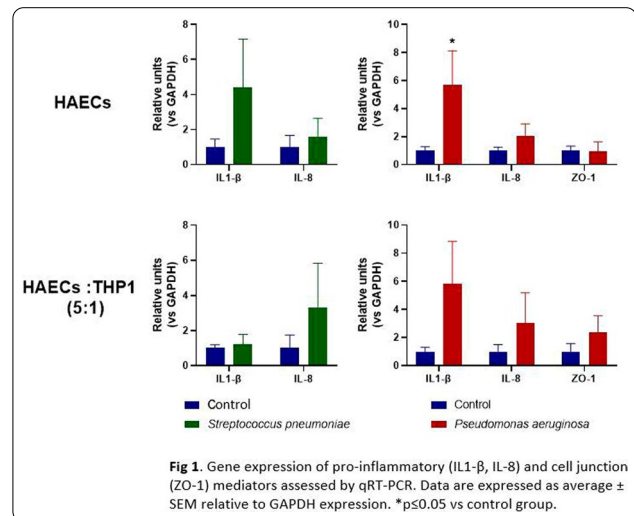 HAECs
Relative units
(vs GAPDH)
8
6
4
2
0
IL1-β
IL-8
Relative units
(vs GAPDH)
10
8
6
4
2
0
*
IL1-β
IL-8
ZO-1
HAECs :THP1
(5:1)
Relative units
(vs GAPDH)
8
6
4
2
0
IL1-β
IL-8
Relative units
(vs GAPDH)
10
8
6
4
2
0
IL1-β
IL-8
ZO-1
Control
Streptococcus pneumoniae
Control
Pseudomonas aeruginosa
Fig 1. Gene expression of pro-inflammatory (IL1-β, IL-8) and cell junction
(ZO-1) mediators assessed by qRT-PCR. Data are expressed as average ±
SEM relative to GAPDH expression. *p≤0.05 vs control group.